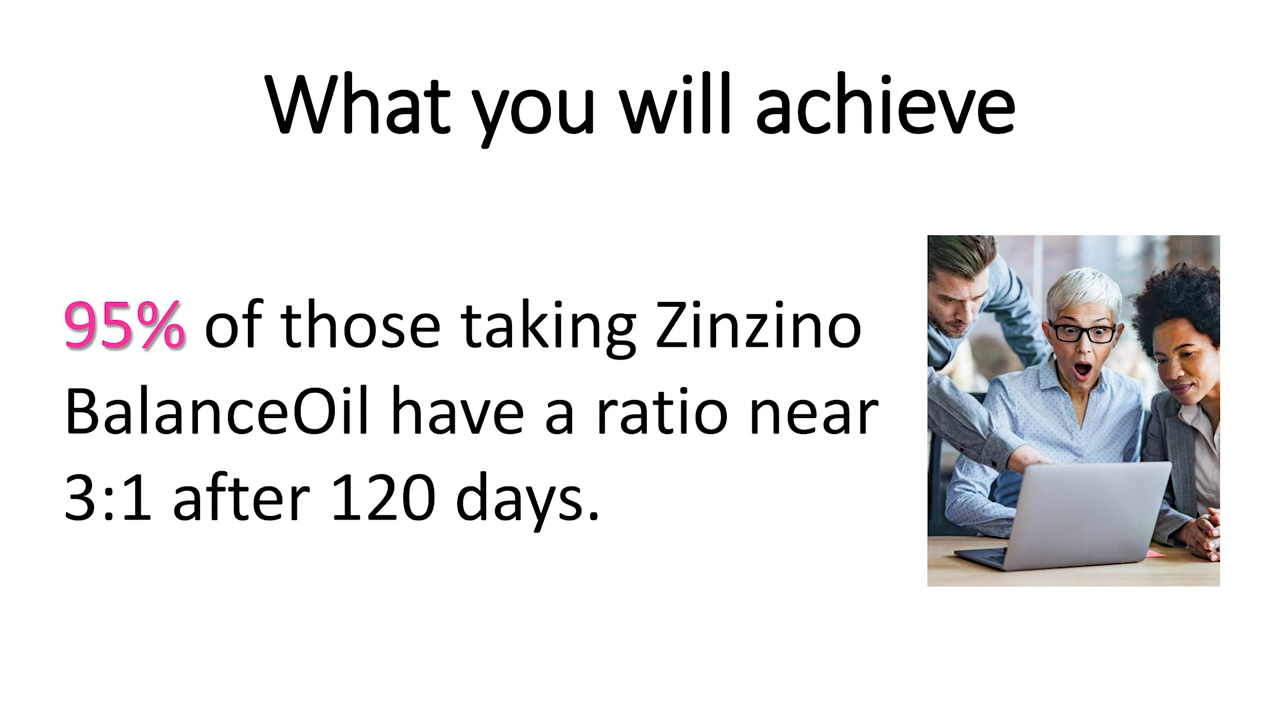 What you will achieve
95% of those taking Zinzino
BalanceOil have a ratio near
3:1 after 120 days.